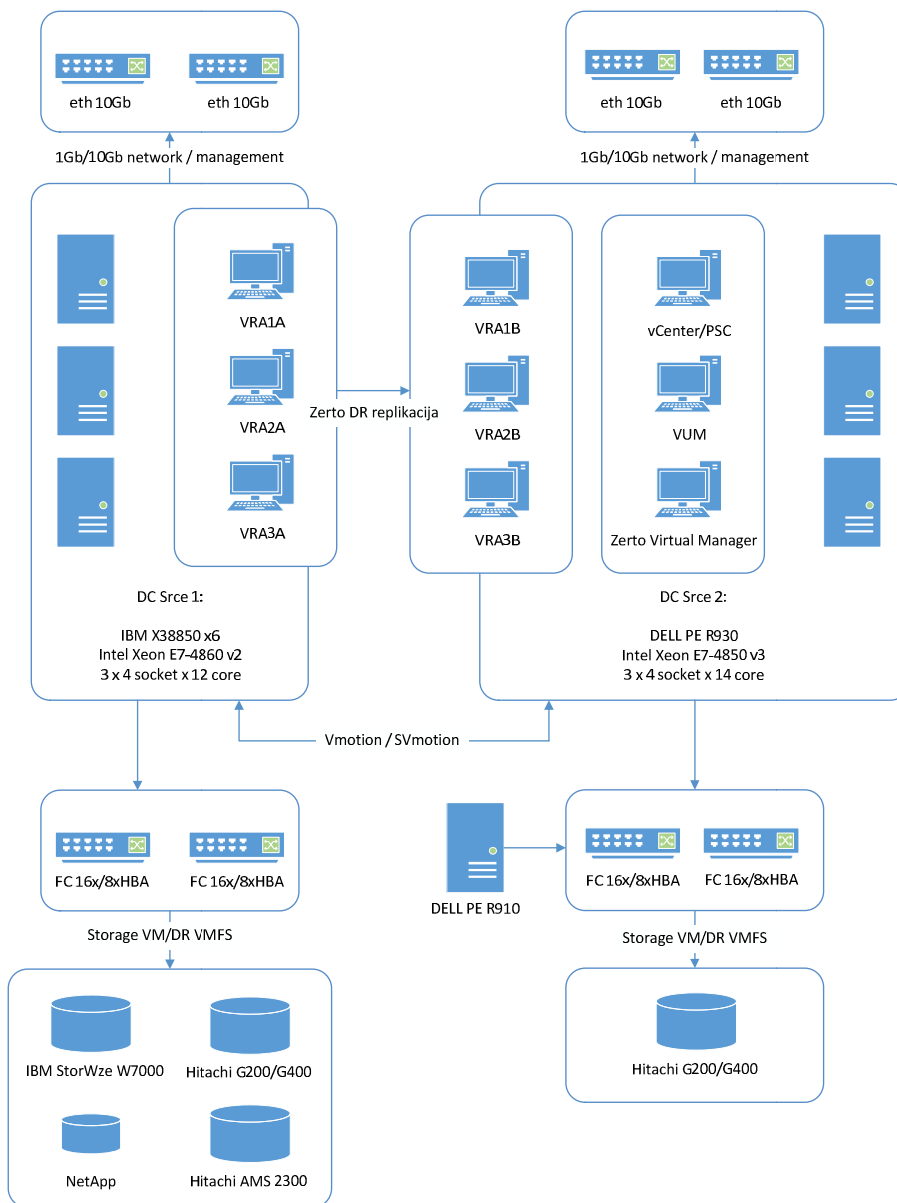 eth 10Gb
eth 10Gb
eth 10Gb
eth 10Gb
1Gb/10Gb network / management
1Gb/10Gb network / management
VRA1A
VRA2A
VRA3A
Zerto DR replikacija
VRA1B
VRA2B
VRA3B
vCenter/PSC
VUM
Zerto Virtual Manager
DC Srce 1:
IBM X38850 x6
Intel Xeon E7-4860 v2
3 x 4 socket x 12 core
DC Srce 2:
DELL PE R930
Intel Xeon E7-4850 v3
3 x 4 socket x 14 core
Vmotion / SVmotion
FC 16x/8xHBA
FC 16x/8xHBA
DELL PE R910
FC 16x/8xHBA
FC 16x/8xHBA
Storage VM/DR VMFS
Storage VM/DR VMFS
IBM StorWze W7000
Hitachi G200/G400
NetApp
Hitachi AMS 2300
Hitachi G200/G400